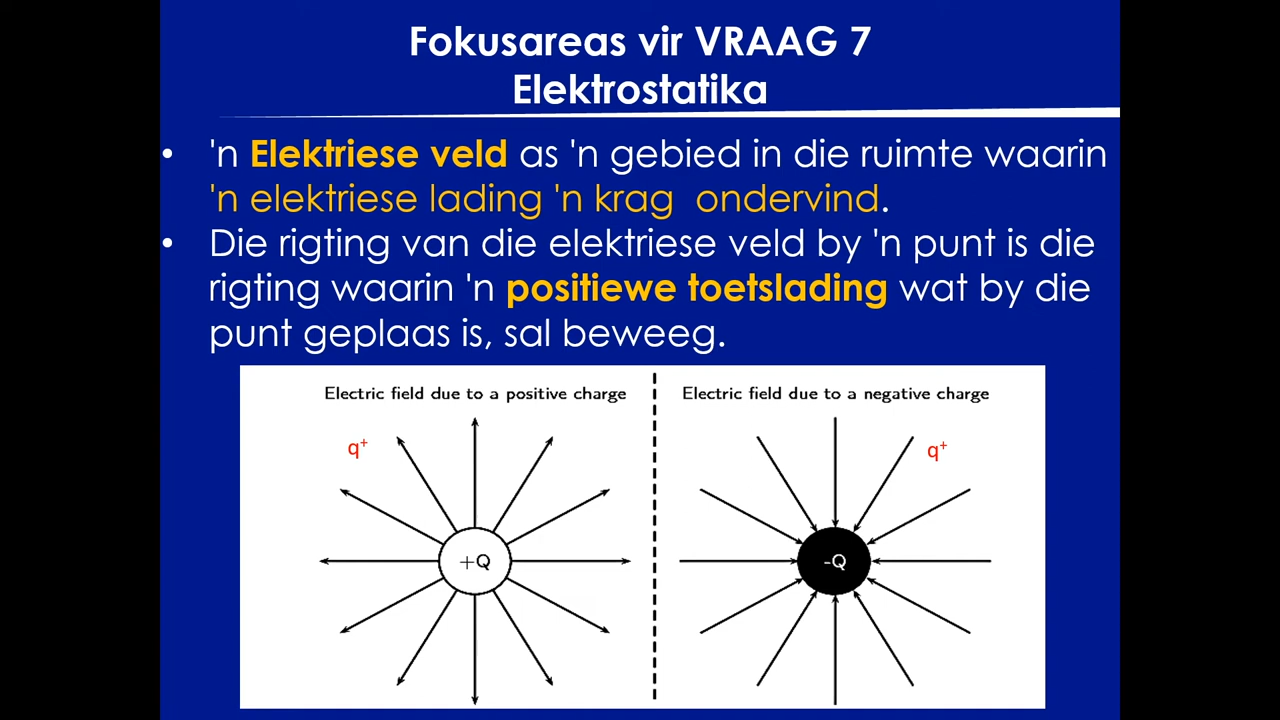 Fokusareas vir VRAAG 7
Elektrostatika
• 'n Elektriese veld as 'n gebied in die ruimte waarin
'n elektriese lading 'n krag ondervind.
• Die rigting van die elektriese veld by 'n punt is die
rigting waarin 'n positiewe toetslading wat by die
punt geplaas is, sal beweeg.
Electric field due to a positive charge
q⁺
+Q
Electric field due to a negative charge
q⁺
-Q